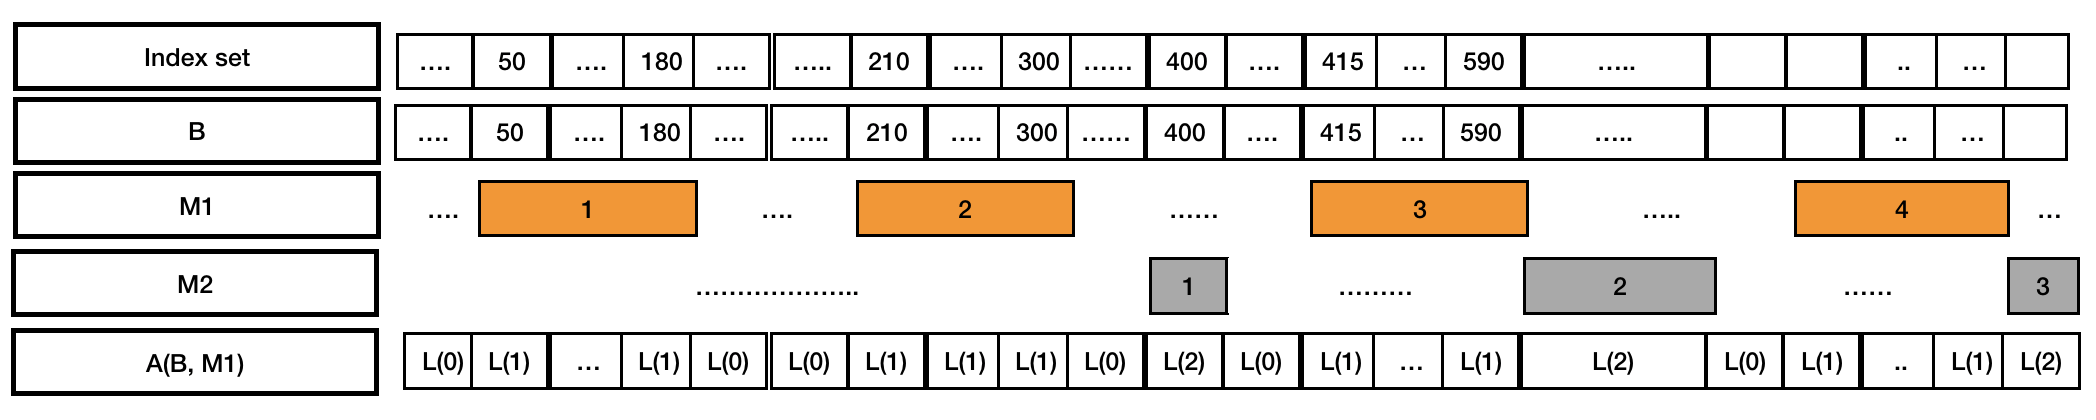 Index set .... 50 .... 180 .... ..... 210 .... 300 ...... 400 .... 415 ... 590 ..... .. ...
B .... 50 .... 180 .... ..... 210 .... 300 ...... 400 .... 415 ... 590 ..... .. ...
M1 .... 1 .... 2 ...... 3 ..... 4 ...
M2 .................... 1 ......... 2 ...... 3
A(B, M1) L(0) L(1) ... L(1) L(0) L(0) L(1) L(1) L(1) L(0) L(2) L(0) L(1) ... L(1) L(2) L(0) L(1) .. L(1) L(2)